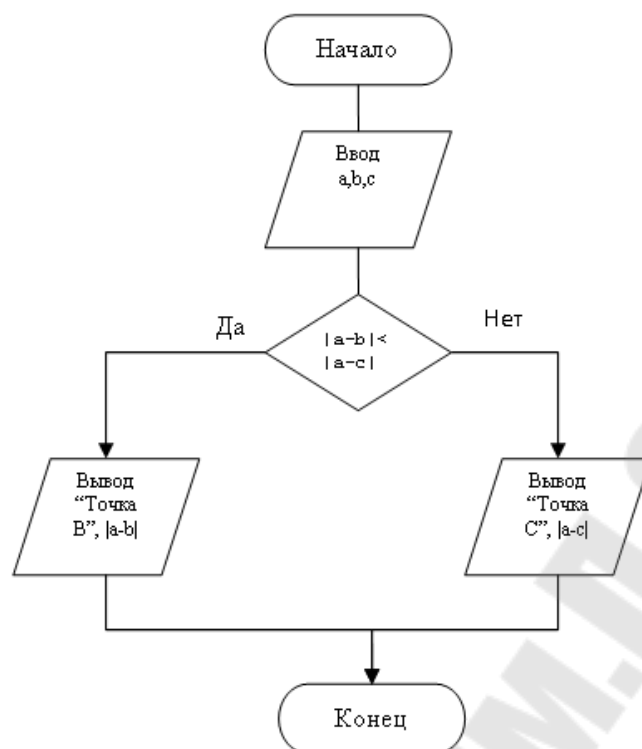 Начало
Ввод
a,b,c
Да
Нет
|a-b|<
|a-c|
Вывод
“Точка
В”, |a-b|
Вывод
“Точка
С”, |a-c|
Конец